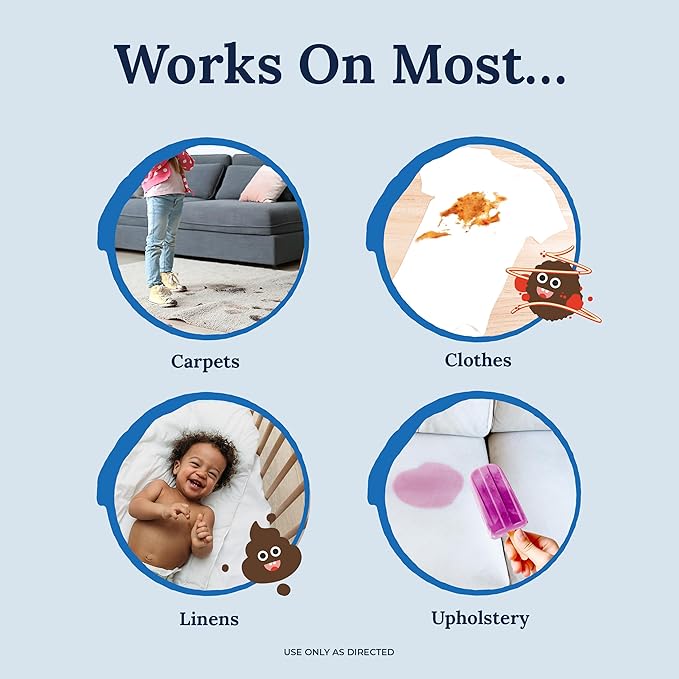 Works On Most...
Carpets
Clothes
Linens
Upholstery
USE ONLY AS DIRECTED